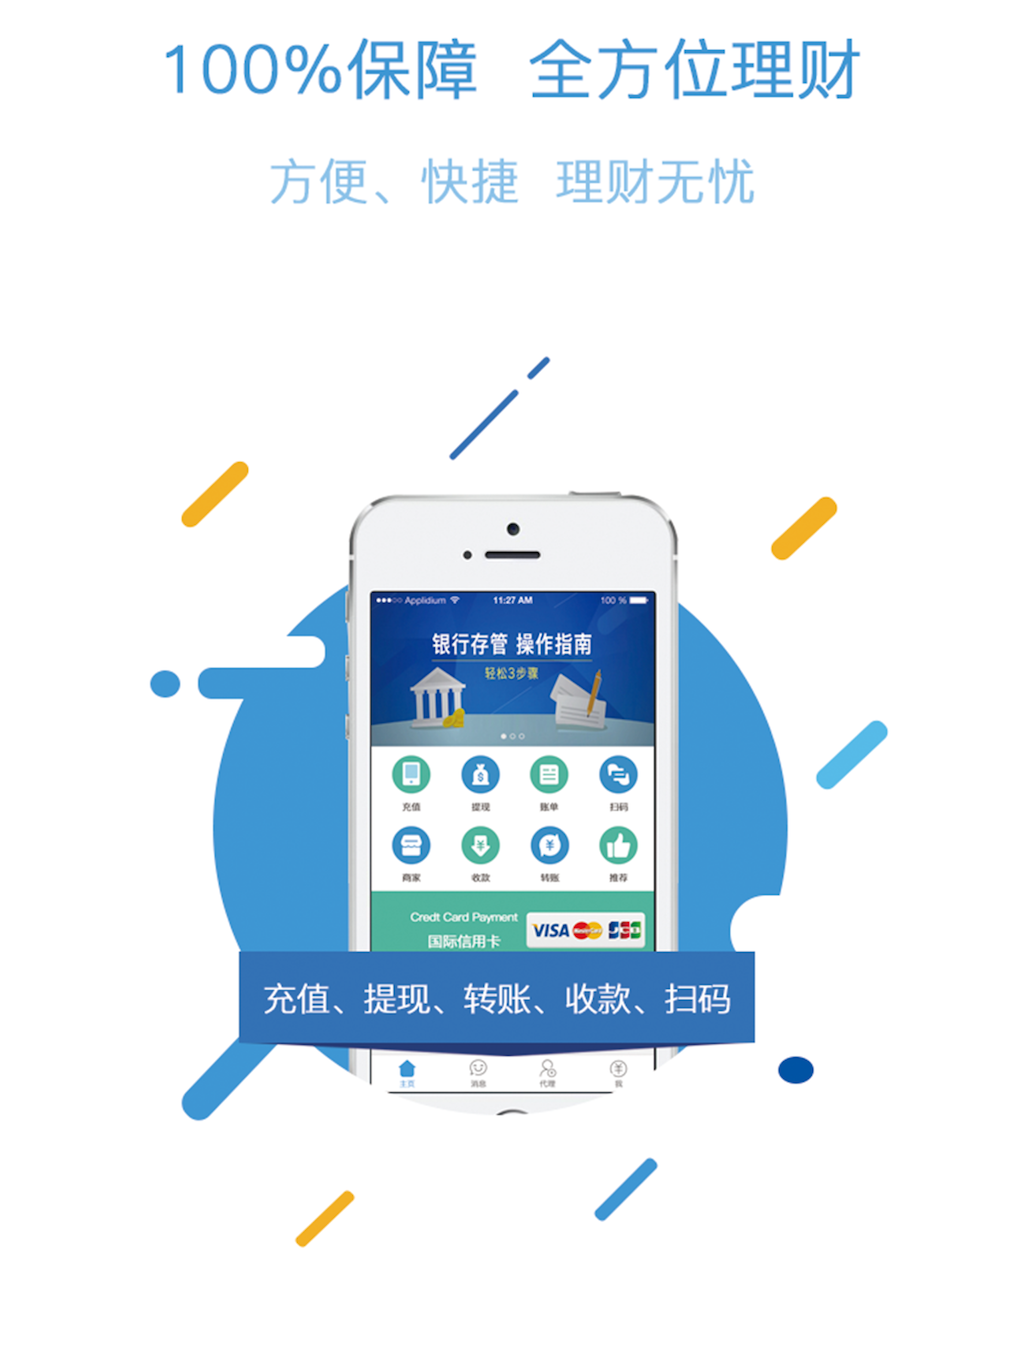 100%保障 全方位理财
方便、快捷 理财无忧
Applidium 11:27 AM 100 %
银行存管 操作指南
轻松3步骤
充值 提现 账单 扫码
商家 收款 转账 推荐
Credt Card Payment
国际信用卡
VISA MasterCard JCB
充值、提现、转账、收款、扫码
主页 消息 代理 我